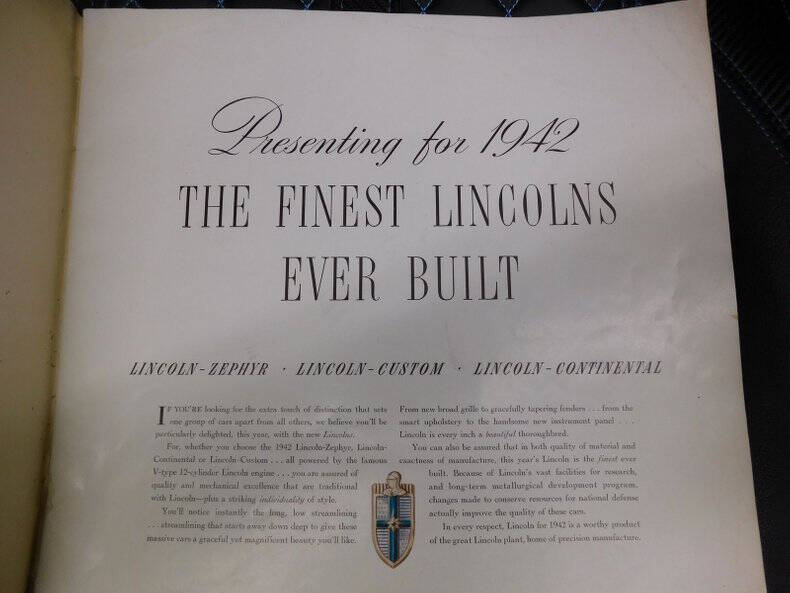 Presenting for 1942
THE FINEST LINCOLNS
EVER BUILT
LINCOLN-ZEPHYR · LINCOLN-CUSTOM · LINCOLN-CONTINENTAL
IF YOU'RE looking for the extra touch of distinction that sets
one group of cars apart from all others, we believe you'll be
particularly delighted, this year, with the new Lincolns.
For, whether you choose the 1942 Lincoln-Zephyr, Lincoln-
Continental or Lincoln-Custom . . . all powered by the famous
V-type 12-cylinder Lincoln engine . . . you are assured of
quality and mechanical excellence that are traditional
with Lincoln—plus a striking individuality of style.
You'll notice instantly the long, low streamlining
. . . streamlining that starts away down deep to give these
massive cars a graceful yet magnificent beauty you'll like.
From new broad grille to gracefully tapering fenders . . . from the
smart upholstery to the handsome new instrument panel . . .
Lincoln is every inch a beautiful thoroughbred.
You can also be assured that in both quality of material and
exactness of manufacture, this year's Lincoln is the finest ever
built. Because of Lincoln's vast facilities for research,
and long-term metallurgical development program,
changes made to conserve resources for national defense
actually improve the quality of these cars.
In every respect, Lincoln for 1942 is a worthy product
of the great Lincoln plant, home of precision manufacture.